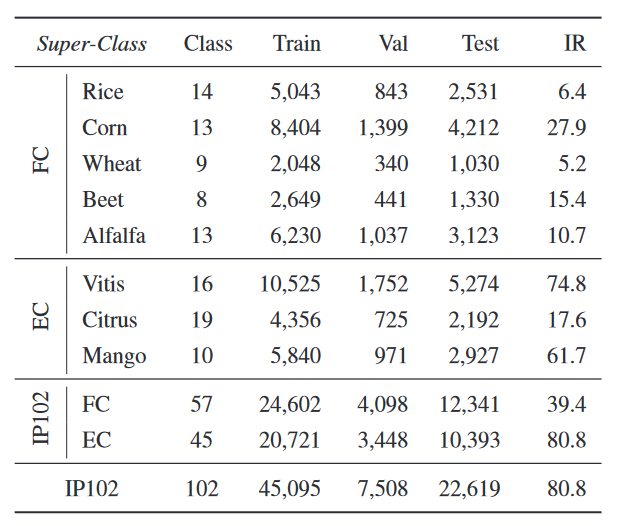 Super-Class Class Train Val Test IR
FC
Rice 14 5,043 843 2,531 6.4
Corn 13 8,404 1,399 4,212 27.9
Wheat 9 2,048 340 1,030 5.2
Beet 8 2,649 441 1,330 15.4
Alfalfa 13 6,230 1,037 3,123 10.7
EC
Vitis 16 10,525 1,752 5,274 74.8
Citrus 19 4,356 725 2,192 17.6
Mango 10 5,840 971 2,927 61.7
IP102
FC 57 24,602 4,098 12,341 39.4
EC 45 20,721 3,448 10,393 80.8
IP102 102 45,095 7,508 22,619 80.8